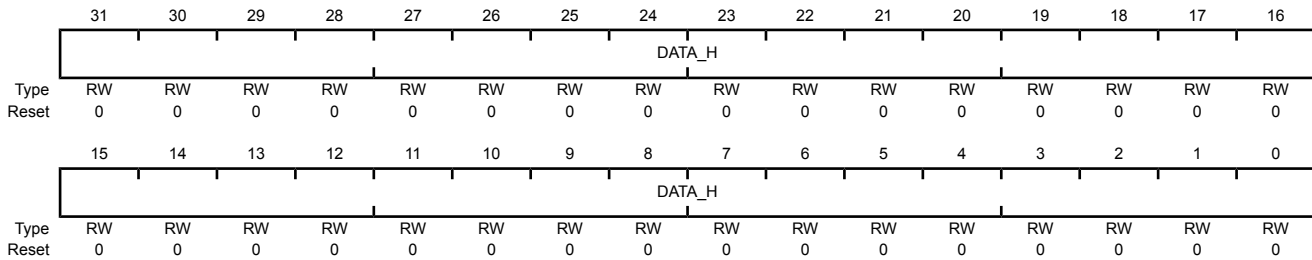 31 30 29 28 27 26 25 24 23 22 21 20 19 18 17 16
DATA_H
Type RW RW RW RW RW RW RW RW RW RW RW RW RW RW RW RW
Reset 0 0 0 0 0 0 0 0 0 0 0 0 0 0 0 0
15 14 13 12 11 10 9 8 7 6 5 4 3 2 1 0
DATA_H
Type RW RW RW RW RW RW RW RW RW RW RW RW RW RW RW RW
Reset 0 0 0 0 0 0 0 0 0 0 0 0 0 0 0 0